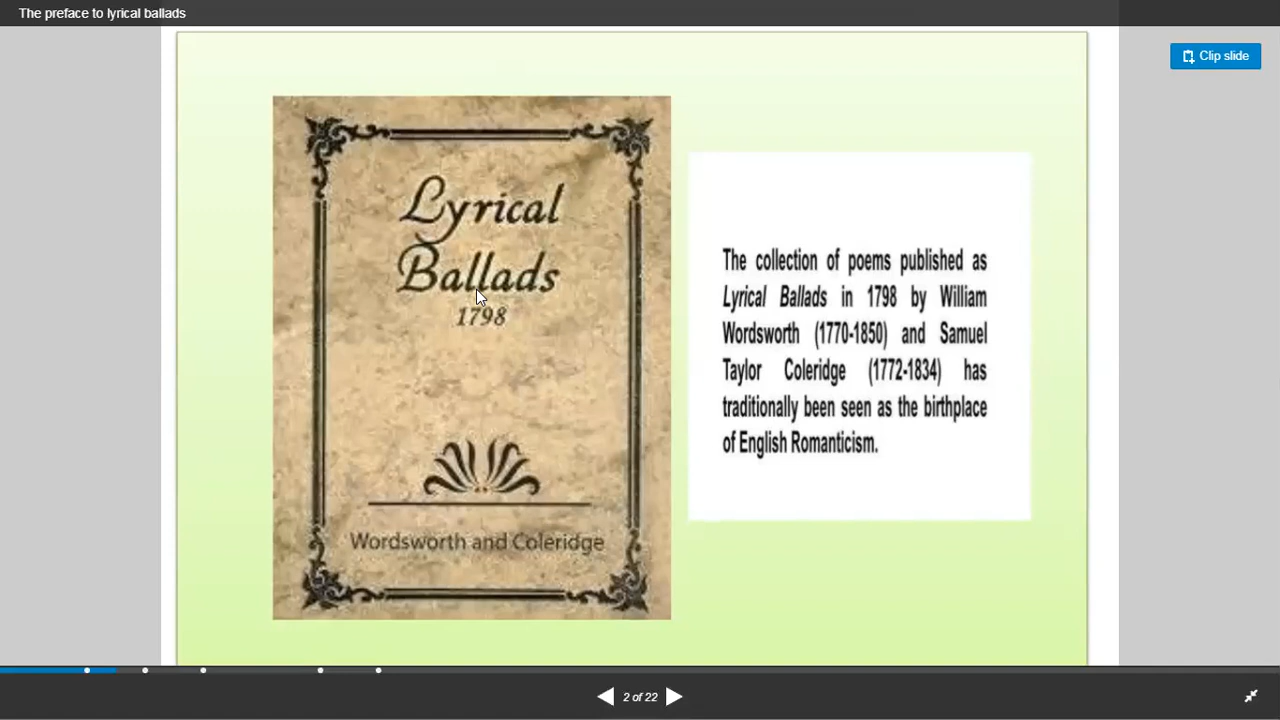 The preface to lyrical ballads
Clip slide
Lyrical
Ballads
1798
Wordsworth and Coleridge
The collection of poems published as
Lyrical Ballads in 1798 by William
Wordsworth (1770-1850) and Samuel
Taylor Coleridge (1772-1834) has
traditionally been seen as the birthplace
of English Romanticism.
2 of 22